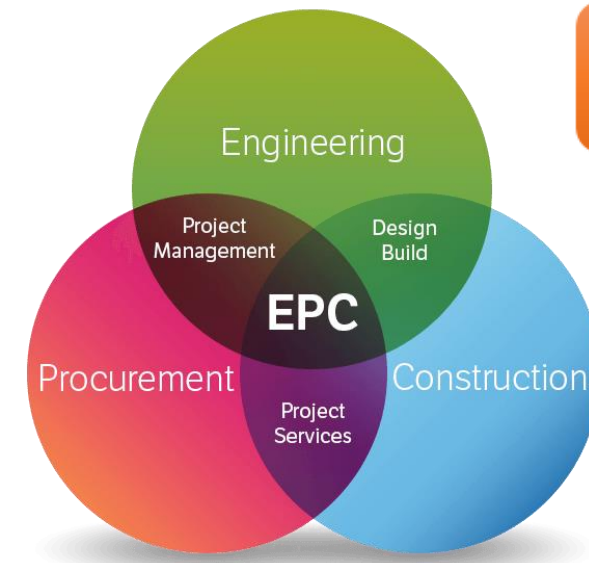 Engineering
Project
Management
Design
Build
EPC
Procurement
Construction
Project
Services